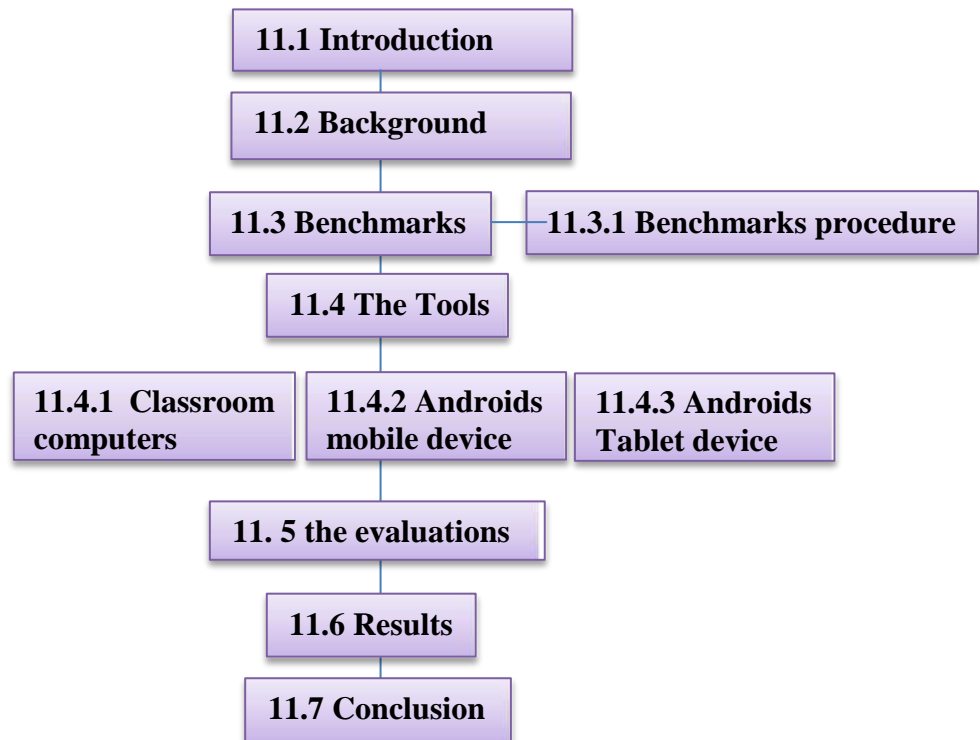 11.1 Introduction
11.2 Background
11.3 Benchmarks
11.3.1 Benchmarks procedure
11.4 The Tools
11.4.1 Classroom
computers
11.4.2 Androids
mobile device
11.4.3 Androids
Tablet device
11. 5 the evaluations
11.6 Results
11.7 Conclusion